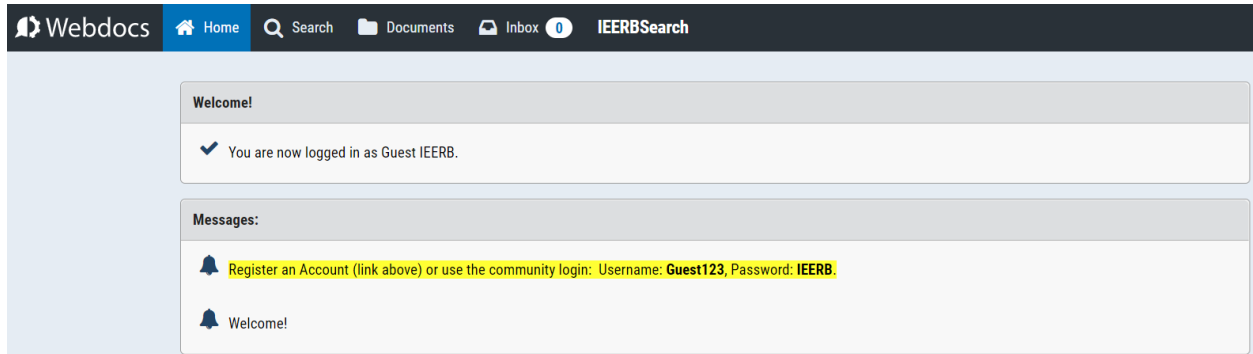 Webdocs Home Search Documents Inbox 0 IEERBSearch
Welcome!
You are now logged in as Guest IEERB.
Messages:
Register an Account (link above) or use the community login: Username: Guest123, Password: IEERB.
Welcome!